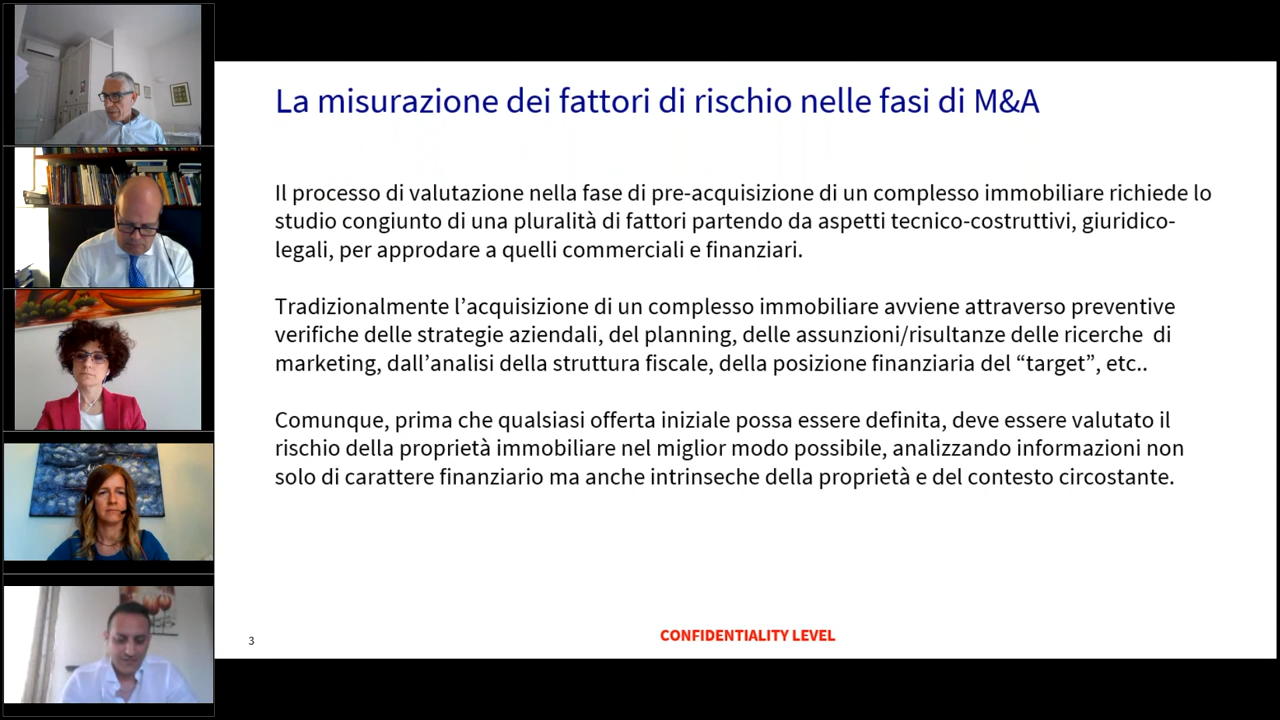 La misurazione dei fattori di rischio nelle fasi di M&A
Il processo di valutazione nella fase di pre-acquisizione di un complesso immobiliare richiede lo
studio congiunto di una pluralità di fattori partendo da aspetti tecnico-costruttivi, giuridico-
legali, per approdare a quelli commerciali e finanziari.
Tradizionalmente l’acquisizione di un complesso immobiliare avviene attraverso preventive
verifiche delle strategie aziendali, del planning, delle assunzioni/risultanze delle ricerche di
marketing, dall’analisi della struttura fiscale, della posizione finanziaria del “target”, etc..
Comunque, prima che qualsiasi offerta iniziale possa essere definita, deve essere valutato il
rischio della proprietà immobiliare nel miglior modo possibile, analizzando informazioni non
solo di carattere finanziario ma anche intrinseche della proprietà e del contesto circostante.
3
CONFIDENTIALITY LEVEL